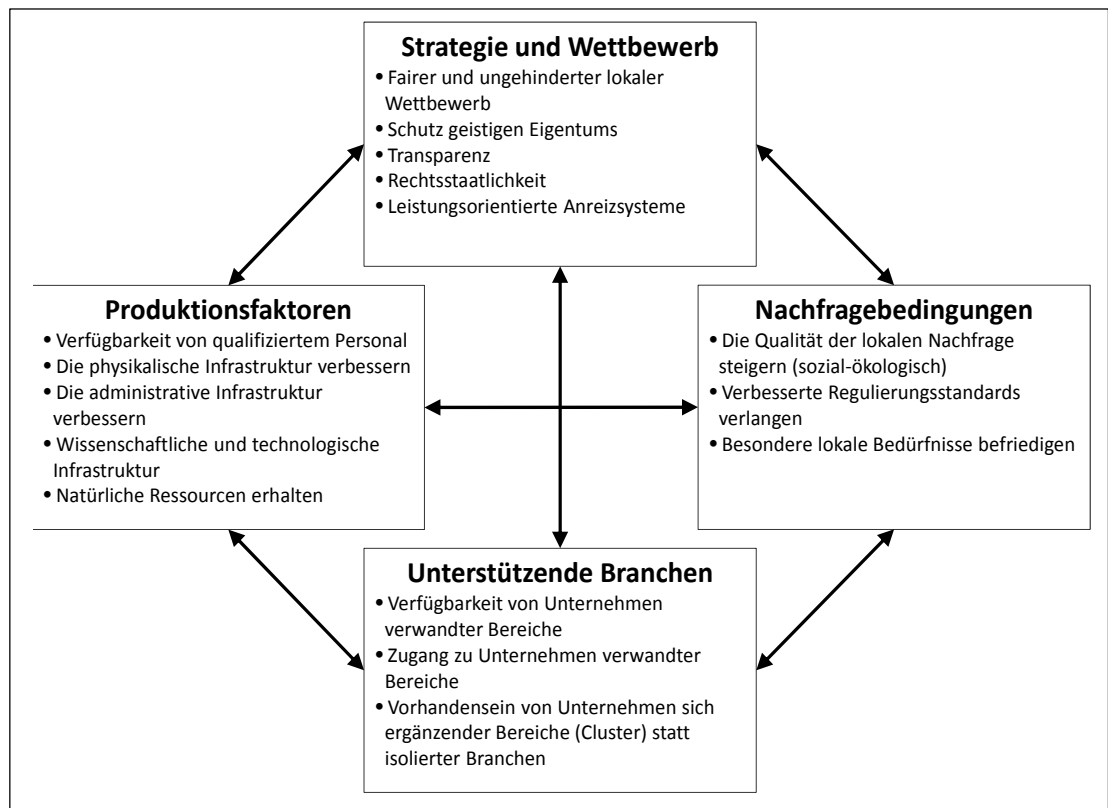 Strategie und Wettbewerb
• Fairer und ungehinderter lokaler
Wettbewerb
• Schutz geistigen Eigentums
• Transparenz
• Rechtsstaatlichkeit
• Leistungsorientierte Anreizsysteme
Produktionsfaktoren
• Verfügbarkeit von qualifiziertem Personal
• Die physikalische Infrastruktur verbessern
• Die administrative Infrastruktur
verbessern
• Wissenschaftliche und technologische
Infrastruktur
• Natürliche Ressourcen erhalten
Nachfragebedingungen
• Die Qualität der lokalen Nachfrage
steigern (sozial-ökologisch)
• Verbesserte Regulierungsstandards
verlangen
• Besondere lokale Bedürfnisse befriedigen
Unterstützende Branchen
• Verfügbarkeit von Unternehmen
verwandter Bereiche
• Zugang zu Unternehmen verwandter
Bereiche
• Vorhandensein von Unternehmen sich
ergänzender Bereiche (Cluster) statt
isolierter Branchen